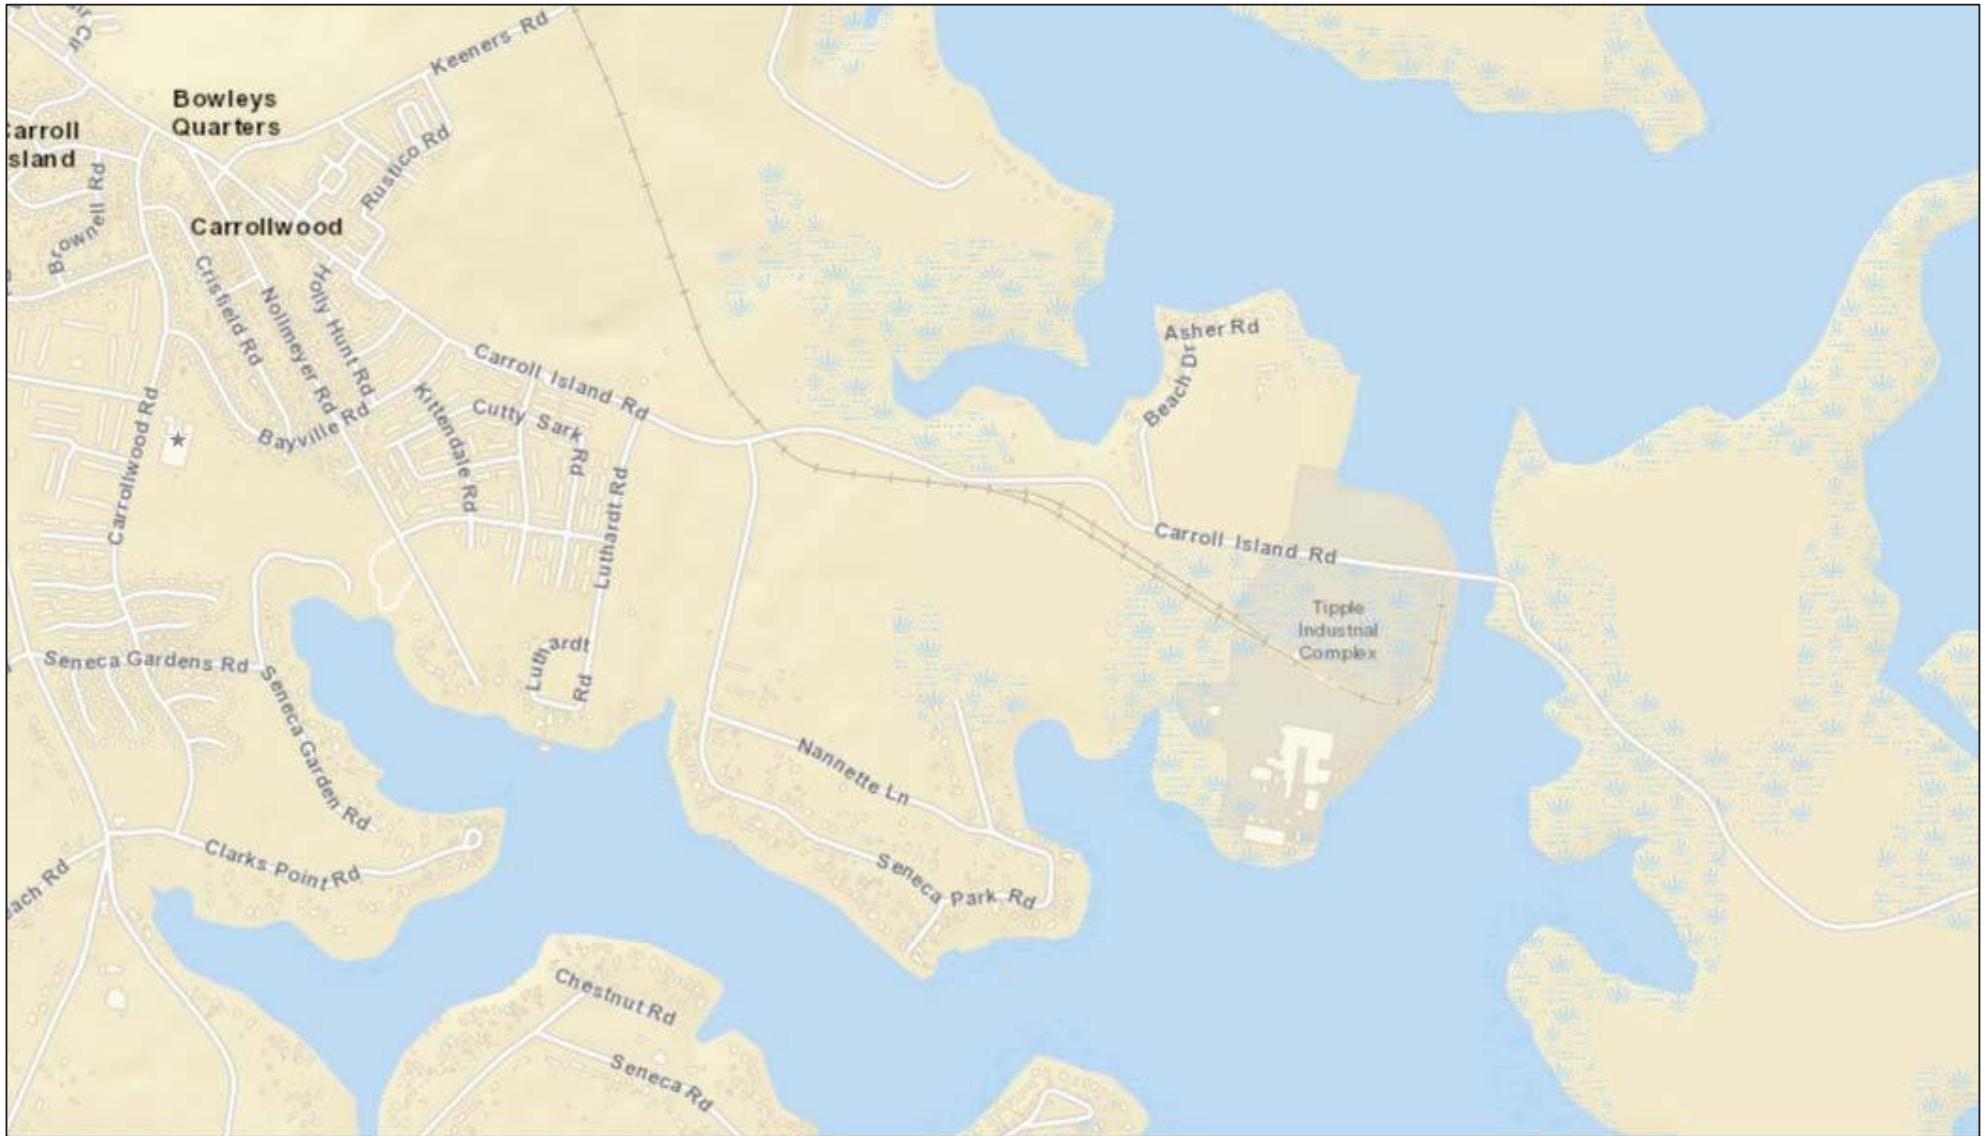 Keeners Rd
Bowleys
Quarters
Carroll
sland
Rustico Rd
Brownell Rd
Carrollwood
Crisfield Rd
Nollmeyer Rd
Holly Hunt Rd
Asher Rd
Beach Dr
Carroll Island Rd
Kittendale Rd
Cutty Sark Rd
Bayville Rd
Carrollwood Rd
Luthardt Rd
Carroll Island Rd
Tipple
Industrial
Complex
Luthardt Rd
Seneca Gardens Rd
Seneca Garden Rd
Nannette Ln
Clarks Point Rd
Seneca Park Rd
each Rd
Chestnut Rd
Seneca Rd